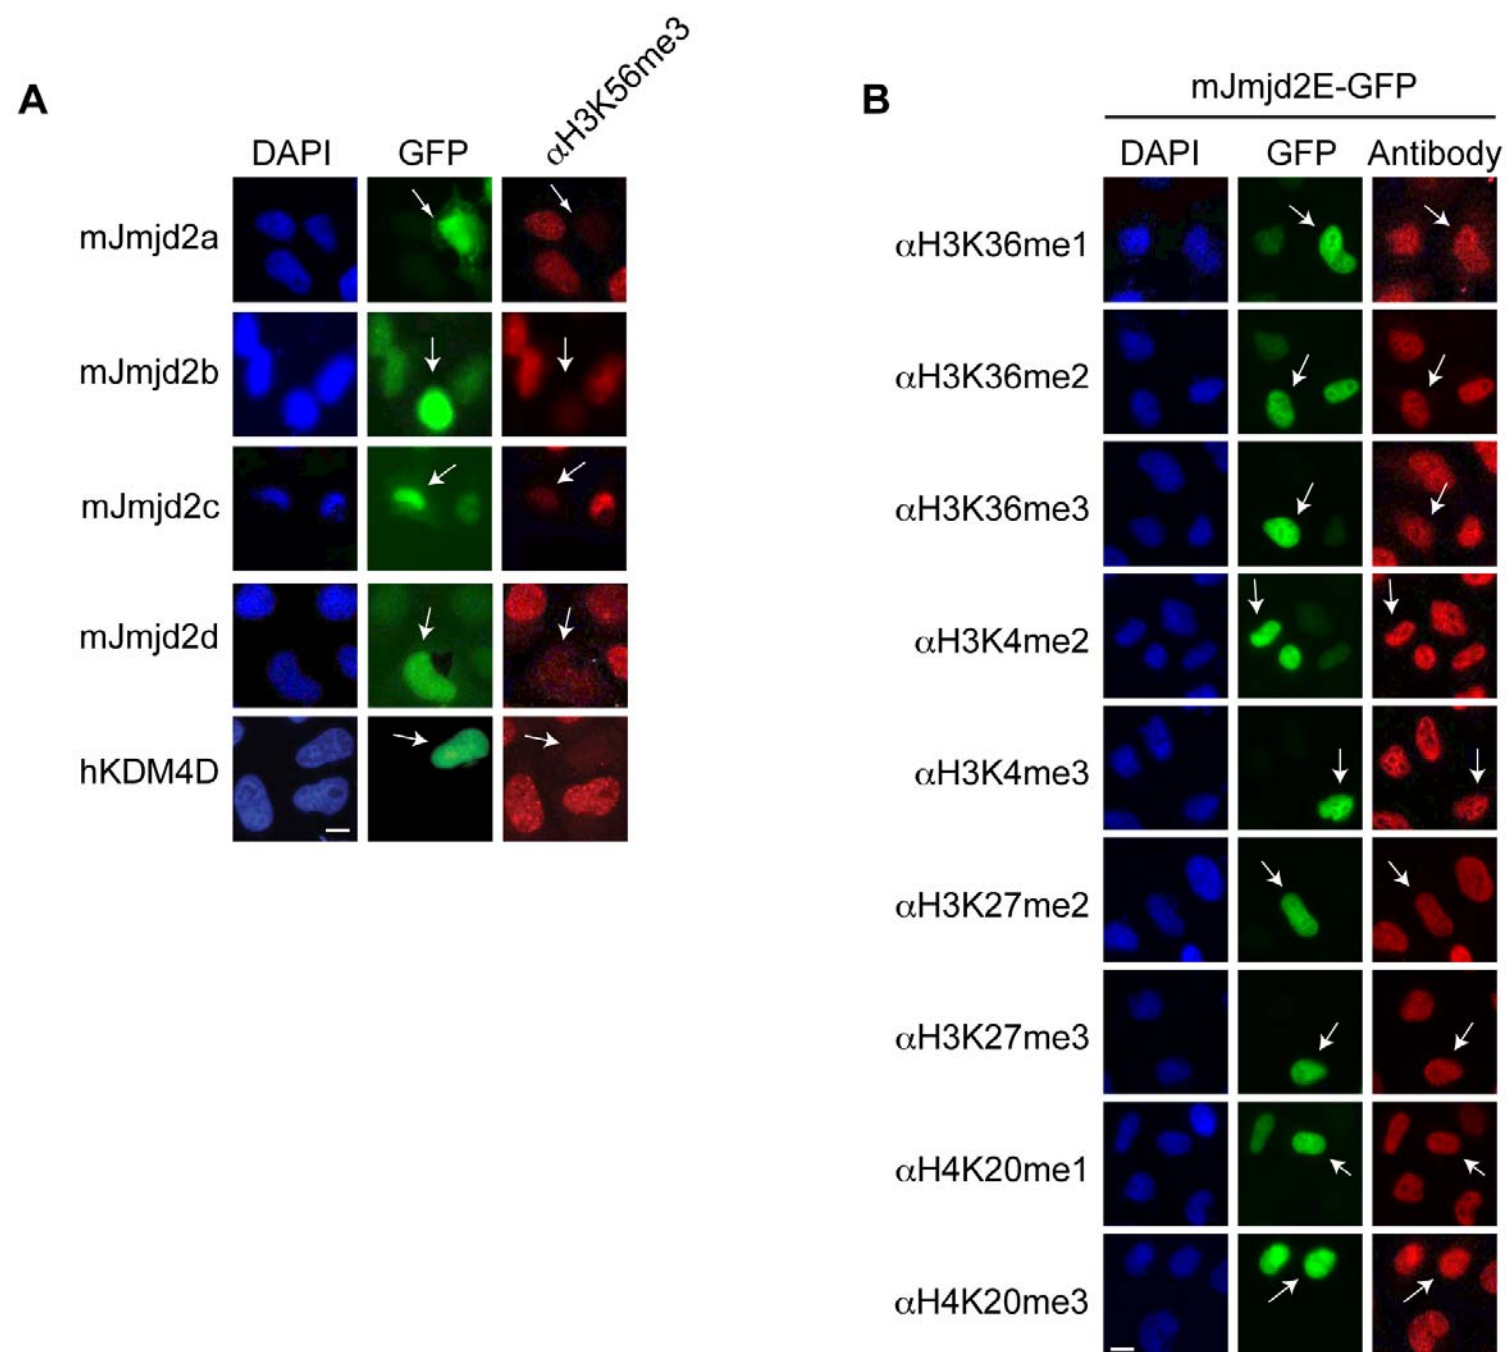 A
DAPI GFP αH3K56me3
mJmjd2a
mJmjd2b
mJmjd2c
mJmjd2d
hKDM4D
B
mJmjd2E-GFP
DAPI GFP Antibody
αH3K36me1
αH3K36me2
αH3K36me3
αH3K4me2
αH3K4me3
αH3K27me2
αH3K27me3
αH4K20me1
αH4K20me3